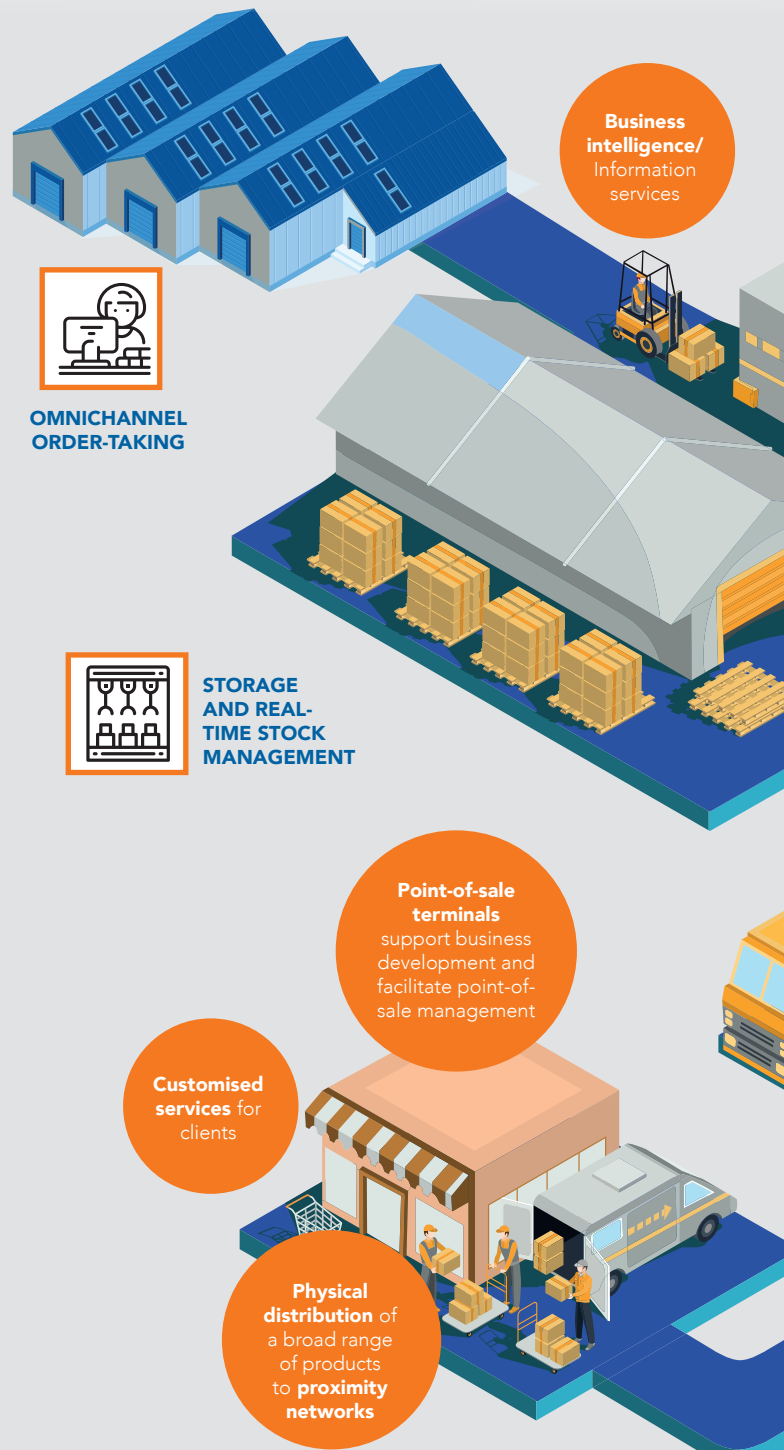 Business
intelligence/
Information
services
OMNICHANNEL
ORDER-TAKING
STORAGE
AND REAL-
TIME STOCK
MANAGEMENT
Point-of-sale
terminals
support business
development and
facilitate point-of-
sale management
Customised
services for
clients
Physical
distribution of
a broad range
of products
to proximity
networks